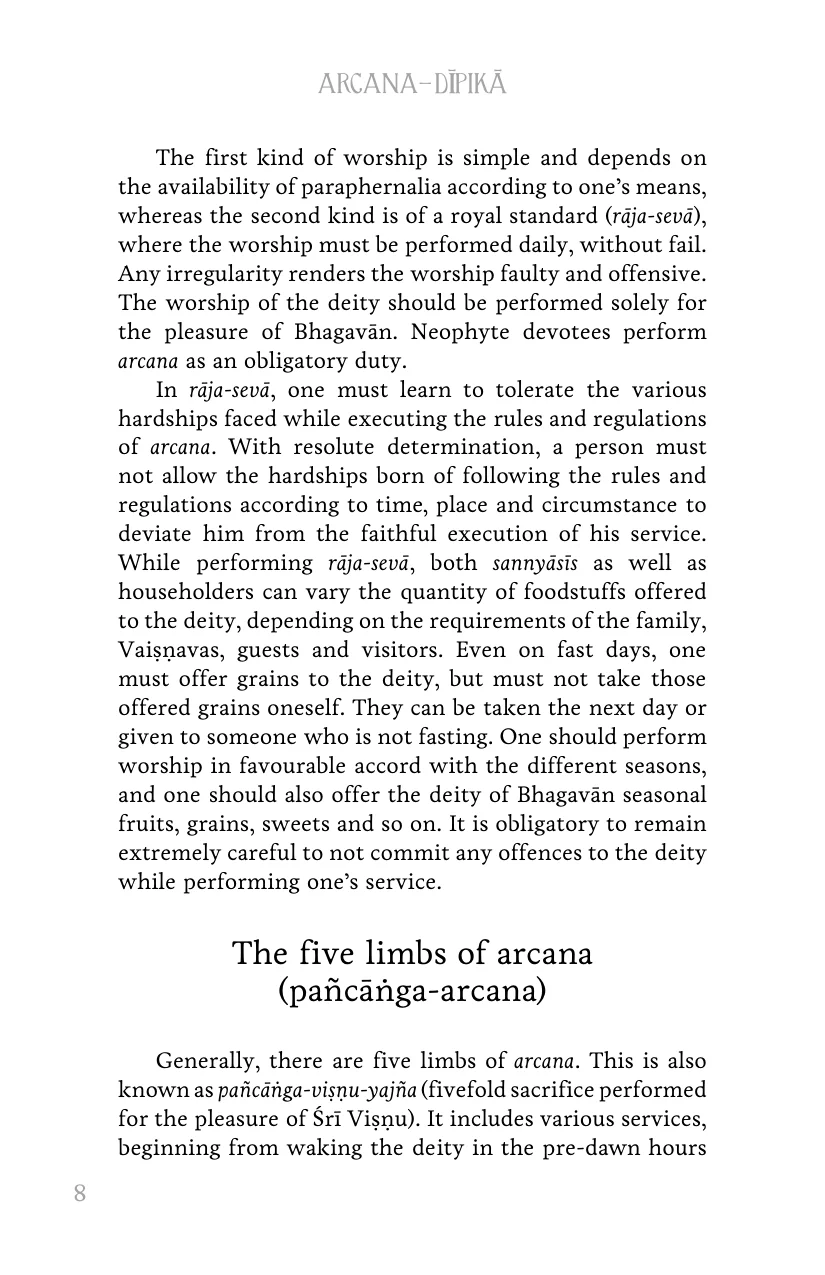 ARCANA–DĪPIKĀ
The first kind of worship is simple and depends on
the availability of paraphernalia according to one’s means,
whereas the second kind is of a royal standard (rāja-sevā),
where the worship must be performed daily, without fail.
Any irregularity renders the worship faulty and offensive.
The worship of the deity should be performed solely for
the pleasure of Bhagavān. Neophyte devotees perform
arcana as an obligatory duty.
In rāja-sevā, one must learn to tolerate the various
hardships faced while executing the rules and regulations
of arcana. With resolute determination, a person must
not allow the hardships born of following the rules and
regulations according to time, place and circumstance to
deviate him from the faithful execution of his service.
While performing rāja-sevā, both sannyāsīs as well as
householders can vary the quantity of foodstuffs offered
to the deity, depending on the requirements of the family,
Vaiṣṇavas, guests and visitors. Even on fast days, one
must offer grains to the deity, but must not take those
offered grains oneself. They can be taken the next day or
given to someone who is not fasting. One should perform
worship in favourable accord with the different seasons,
and one should also offer the deity of Bhagavān seasonal
fruits, grains, sweets and so on. It is obligatory to remain
extremely careful to not commit any offences to the deity
while performing one’s service.
The five limbs of arcana
(pañcāṅga-arcana)
Generally, there are five limbs of arcana. This is also
known as pañcāṅga-viṣṇu-yajña (fivefold sacrifice performed
for the pleasure of Śrī Viṣṇu). It includes various services,
beginning from waking the deity in the pre-dawn hours
8